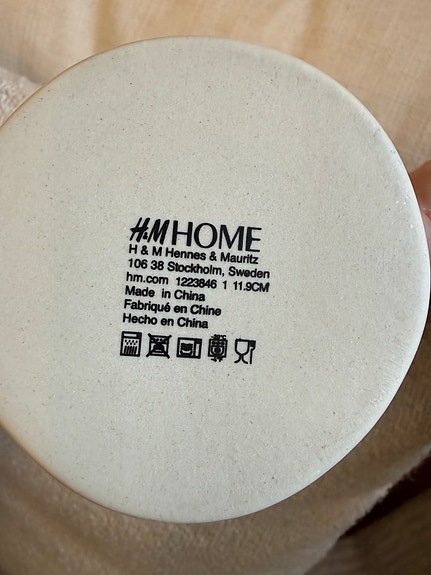 H&M HOME
H & M Hennes & Mauritz
106 38 Stockholm, Sweden
hm.com 1223846 1 11.9CM
Made in China
Fabriqué en Chine
Hecho en China